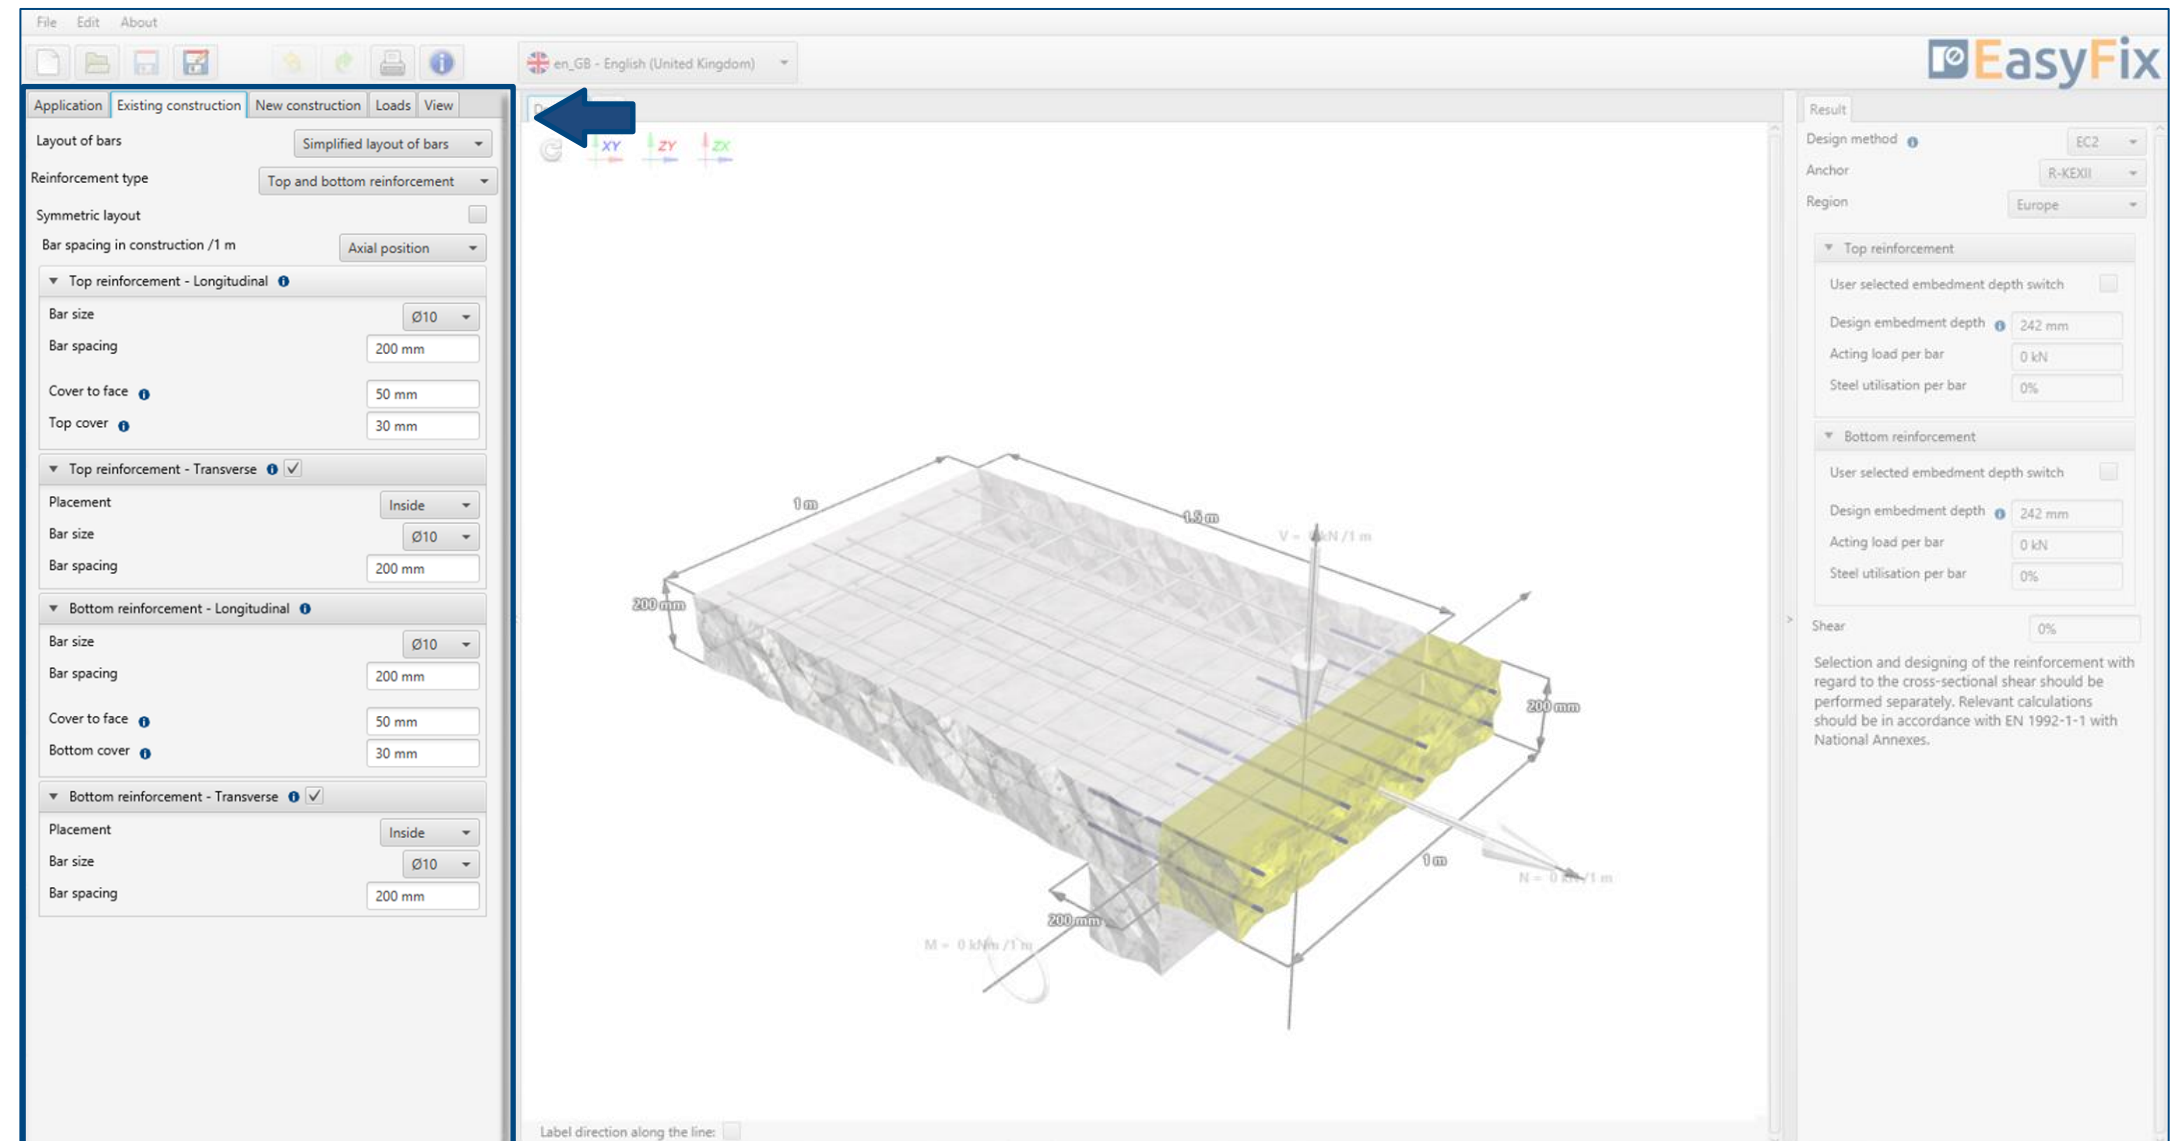 File Edit About
en_GB - English (United Kingdom)
EasyFix
Application Existing construction New construction Loads View
Layout of bars Simplified layout of bars
Reinforcement type Top and bottom reinforcement
Symmetric layout
Bar spacing in construction /1 m Axial position
Top reinforcement - Longitudinal
Bar size Ø10
Bar spacing 200 mm
Cover to face 50 mm
Top cover 30 mm
Top reinforcement - Transverse
Placement Inside
Bar size Ø10
Bar spacing 200 mm
Bottom reinforcement - Longitudinal
Bar size Ø10
Bar spacing 200 mm
Cover to face 50 mm
Bottom cover 30 mm
Bottom reinforcement - Transverse
Placement Inside
Bar size Ø10
Bar spacing 200 mm
XY ZY ZX
1 m
1.5 m
V = kN /1 m
200 mm
200 mm
1 m
N = 0 kN /1 m
200 mm
M = 0 kNm /1 m
Label direction along the line:
Result
Design method EC2
Anchor R-KEXII
Region Europe
Top reinforcement
User selected embedment depth switch
Design embedment depth 242 mm
Acting load per bar 0 kN
Steel utilisation per bar 0%
Bottom reinforcement
User selected embedment depth switch
Design embedment depth 242 mm
Acting load per bar 0 kN
Steel utilisation per bar 0%
Shear 0%
Selection and designing of the reinforcement with
regard to the cross-sectional shear should be
performed separately. Relevant calculations
should be in accordance with EN 1992-1-1 with
National Annexes.